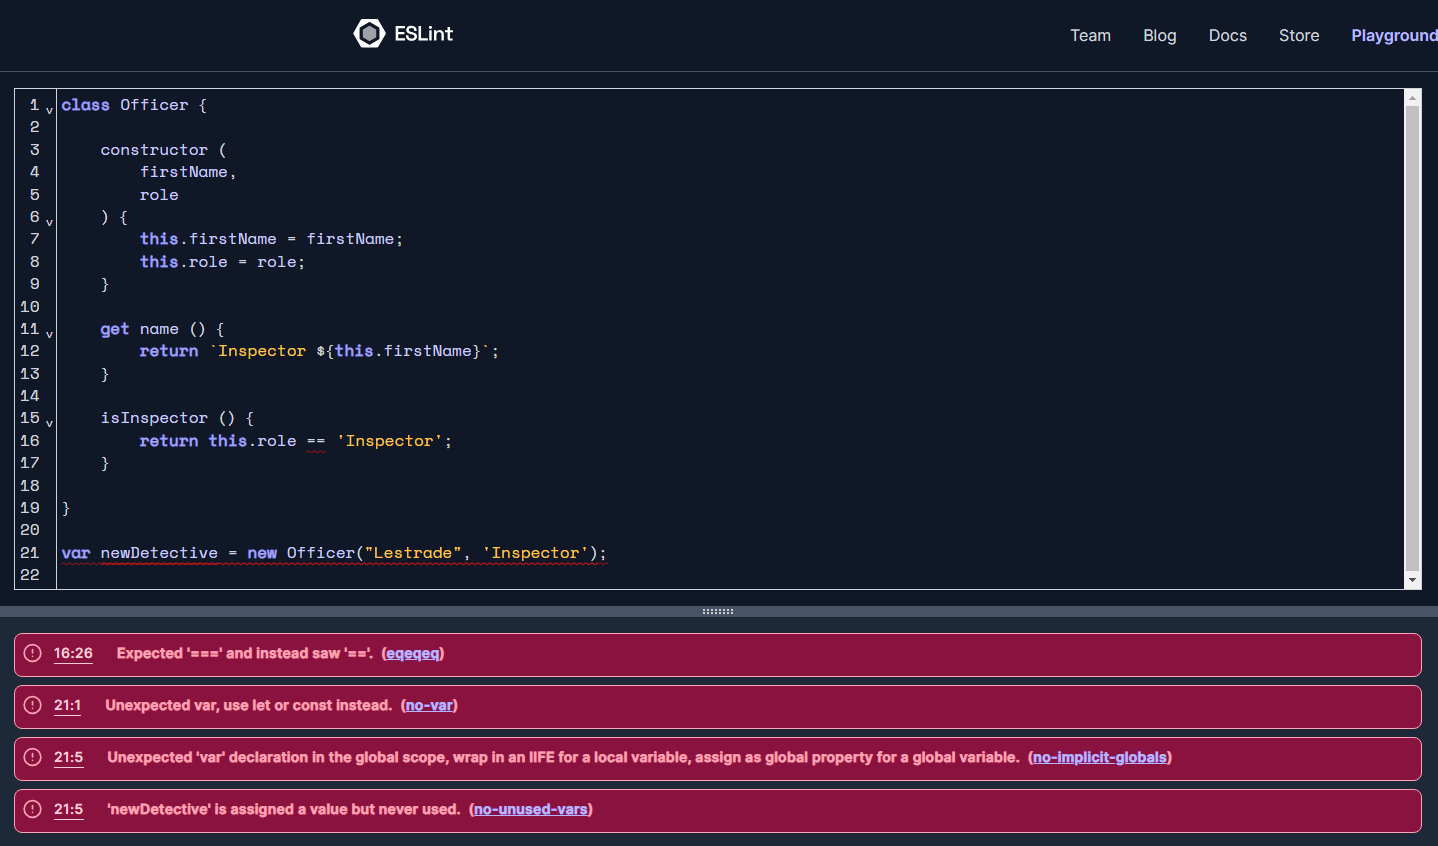 ESLint
Team Blog Docs Store Playground
1 v class Officer {
2
3 constructor (
4 firstName,
5 role
6 v ) {
7 this.firstName = firstName;
8 this.role = role;
9 }
10
11 v get name () {
12 return `Inspector ${this.firstName}`;
13 }
14
15 v isInspector () {
16 return this.role == 'Inspector';
17 }
18
19 }
20
21 var newDetective = new Officer("Lestrade", 'Inspector');
22
16:26 Expected '===' and instead saw '=='. (eqeqeq)
21:1 Unexpected var, use let or const instead. (no-var)
21:5 Unexpected 'var' declaration in the global scope, wrap in an IIFE for a local variable, assign as global property for a global variable. (no-implicit-globals)
21:5 'newDetective' is assigned a value but never used. (no-unused-vars)